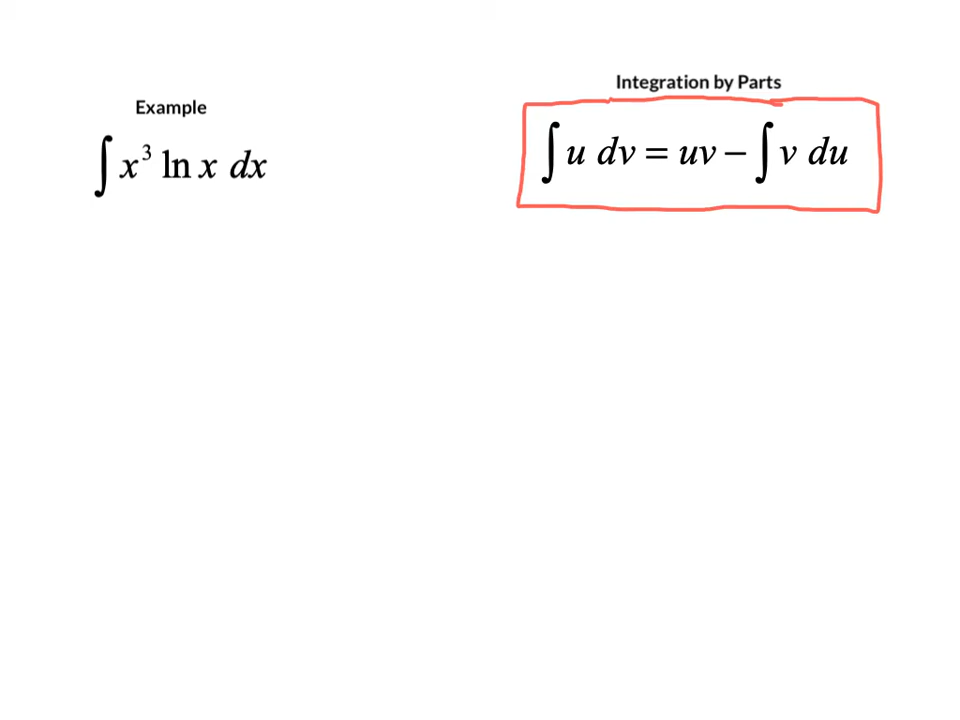 Example
∫ x³ ln x dx
Integration by Parts
∫ u dv = uv − ∫ v du